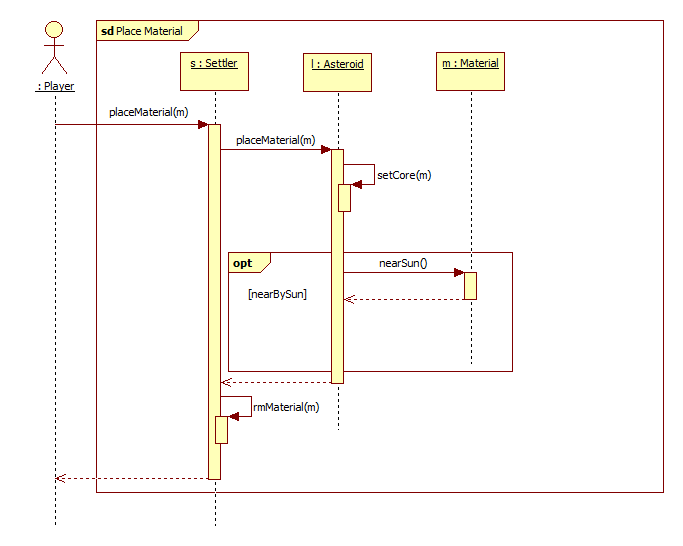 sd Place Material
s : Settler
l : Asteroid
m : Material
: Player
placeMaterial(m)
placeMaterial(m)
setCore(m)
opt
nearSun()
[nearBySun]
rmMaterial(m)